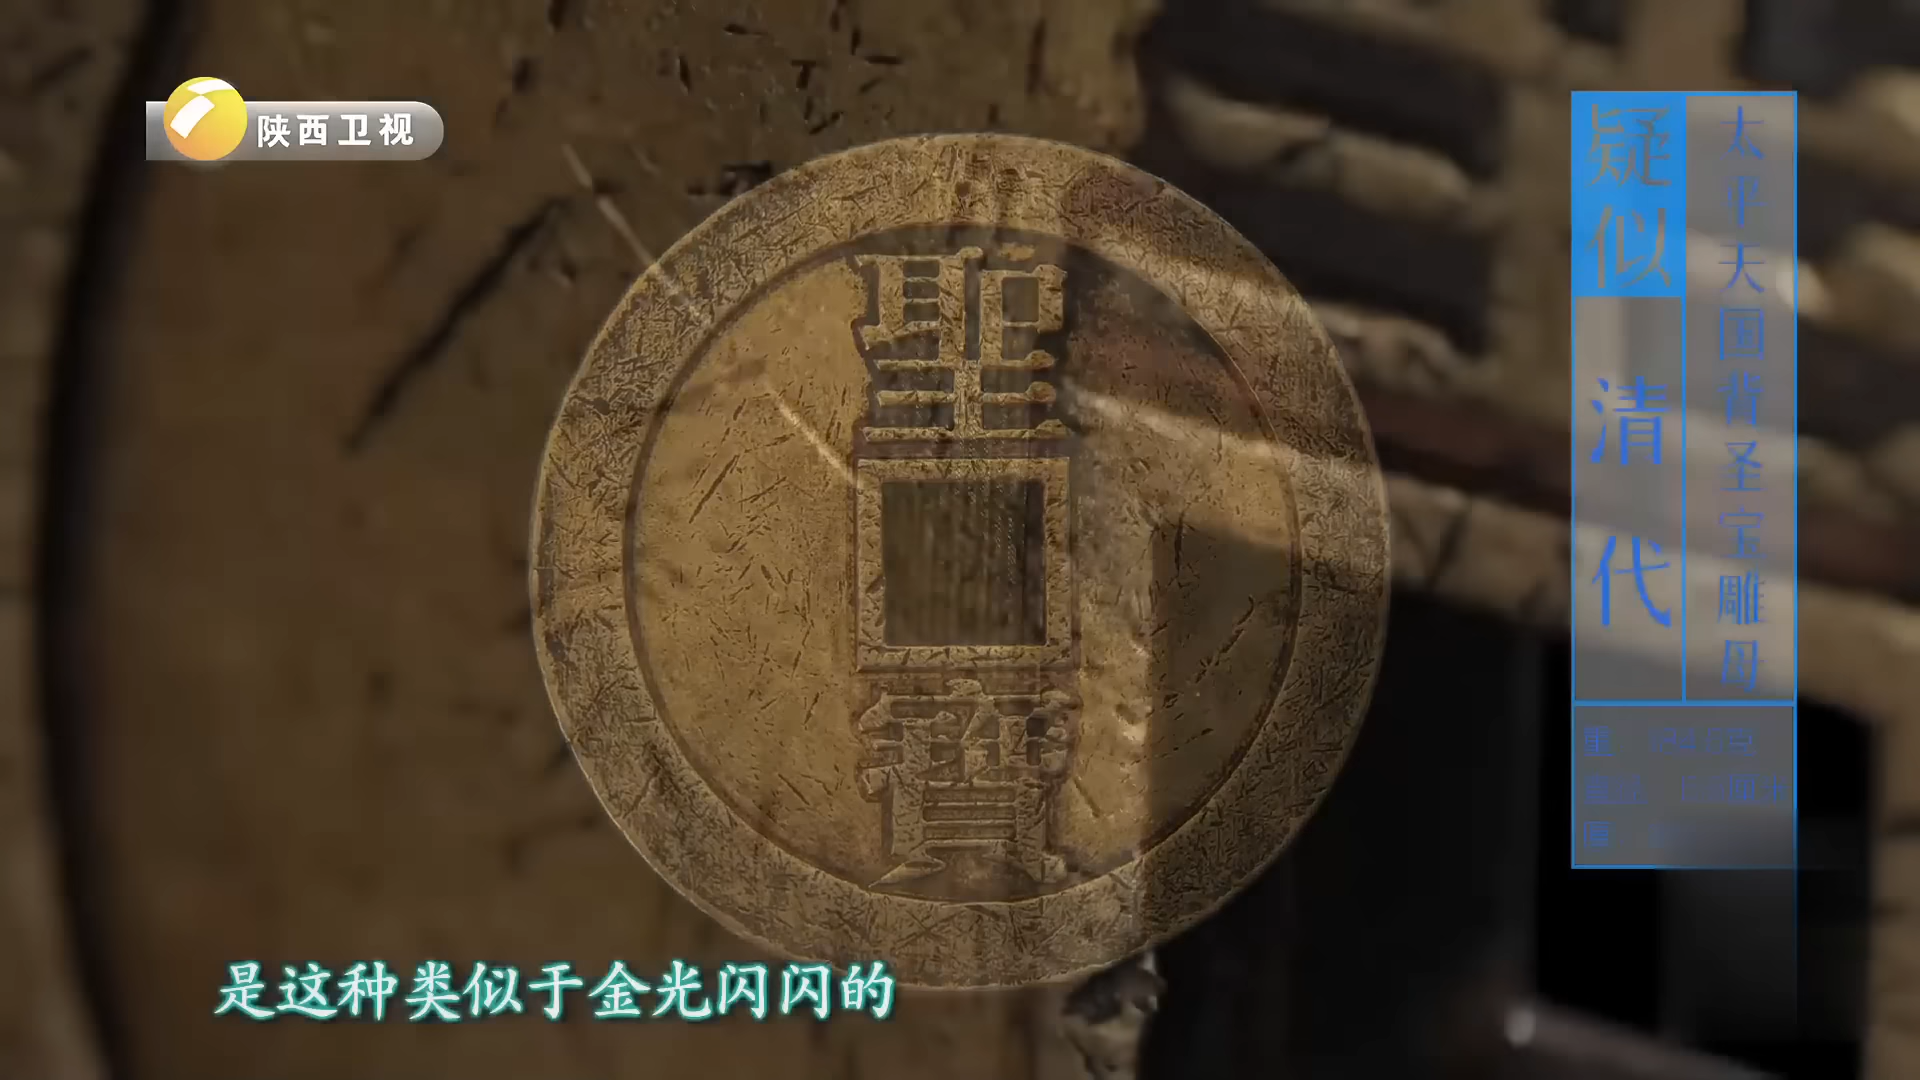 陕西卫视
聖
寶
太平天国背圣宝雕母
疑似
清代
重
是这种类似于金光闪闪的